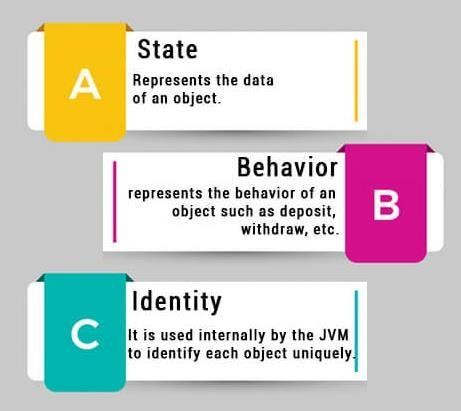 A
State
Represents the data
of an object.
Behavior
represents the behavior of an
object such as deposit,
withdraw, etc.
B
C
Identity
It is used internally by the JVM
to identify each object uniquely.